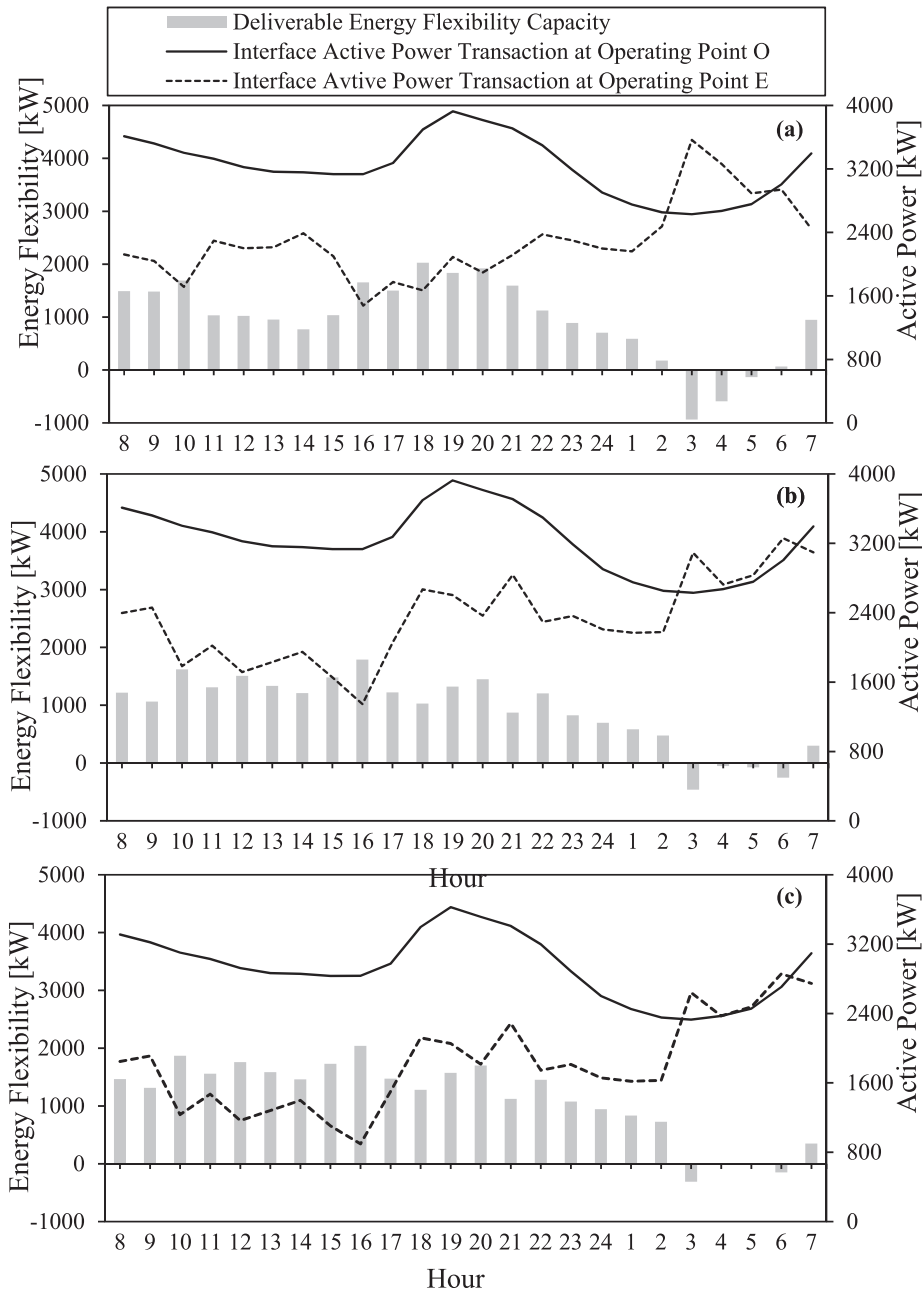 Deliverable Energy Flexibility Capacity
Interface Active Power Transaction at Operating Point O
Interface Avtive Power Transaction at Operating Point E
(a)
Energy Flexibility [kW]
5000
4000
3000
2000
1000
0
-1000
Active Power [kW]
4000
3200
2400
1600
800
0
8 9 10 11 12 13 14 15 16 17 18 19 20 21 22 23 24 1 2 3 4 5 6 7
(b)
Energy Flexibility [kW]
5000
4000
3000
2000
1000
0
-1000
Active Power [kW]
4000
3200
2400
1600
800
0
8 9 10 11 12 13 14 15 16 17 18 19 20 21 22 23 24 1 2 3 4 5 6 7
Hour
(c)
Energy Flexibility [kW]
5000
4000
3000
2000
1000
0
-1000
Active Power [kW]
4000
3200
2400
1600
800
0
8 9 10 11 12 13 14 15 16 17 18 19 20 21 22 23 24 1 2 3 4 5 6 7
Hour